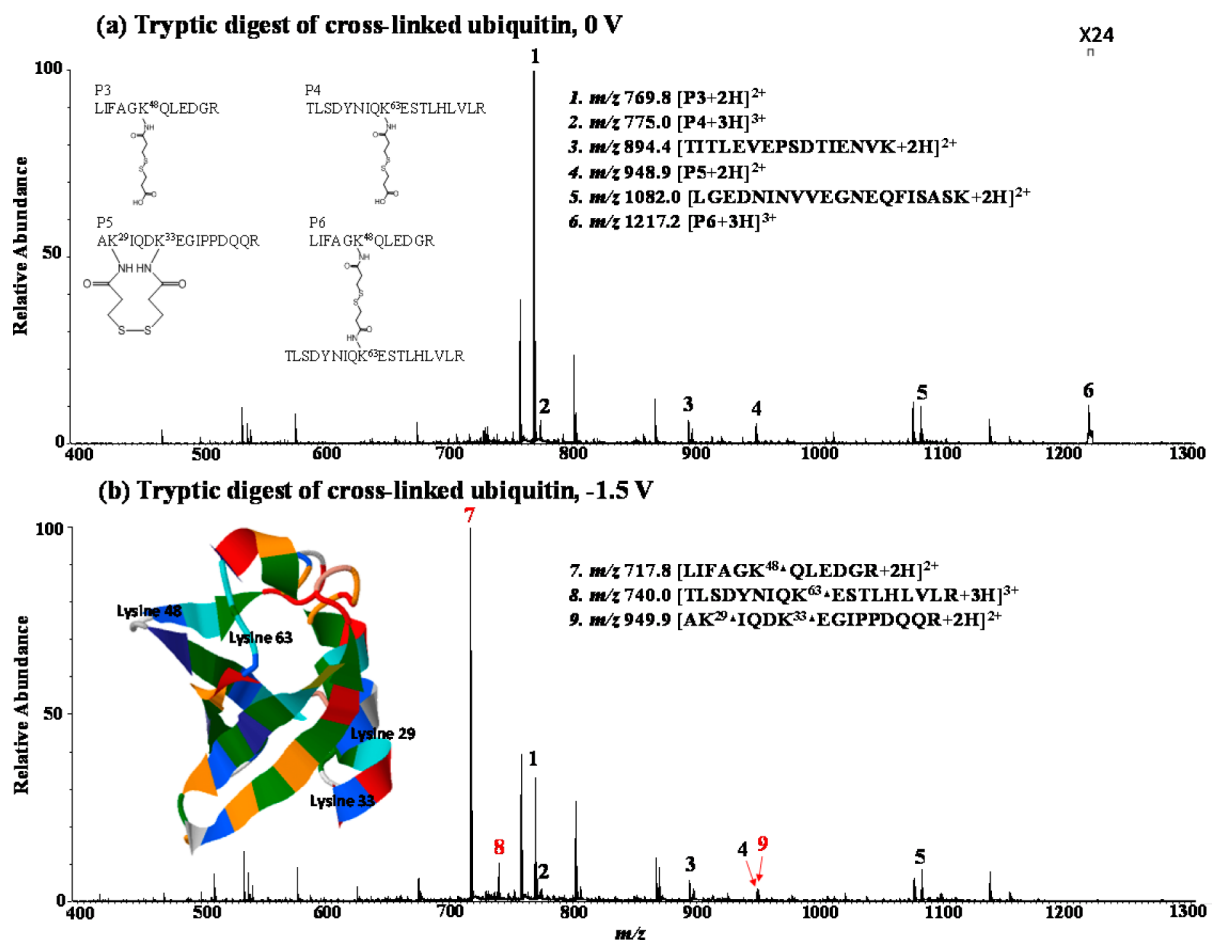 (a) Tryptic digest of cross-linked ubiquitin, 0 V
X24
n
100
1
P3
LIFAGK⁴⁸QLEDGR
NH
O
S
S
O
HO
P4
TLSDYNIQK⁶³ESTLHLVLR
NH
O
S
S
O
HO
1. m/z 769.8 [P3+2H]²⁺
2. m/z 775.0 [P4+3H]³⁺
3. m/z 894.4 [TITLEVEPSDTIENVK+2H]²⁺
4. m/z 948.9 [P5+2H]²⁺
5. m/z 1082.0 [LGEDNINVVEGNEQFISASK+2H]²⁺
6. m/z 1217.2 [P6+3H]³⁺
P5
AK²⁹IQDK³³EGIPPDQQR
NH HN
O O
S S
P6
LIFAGK⁴⁸QLEDGR
NH
O
S
S
O
HN
TLSDYNIQK⁶³ESTLHLVLR
Relative Abundance
50
0
2
3
4
5
6
400 500 600 700 800 900 1000 1100 1200 1300
(b) Tryptic digest of cross-linked ubiquitin, -1.5 V
100
7
7. m/z 717.8 [LIFAGK⁴⁸▲QLEDGR+2H]²⁺
8. m/z 740.0 [TLSDYNIQK⁶³▲ESTLHLVLR+3H]³⁺
9. m/z 949.9 [AK²⁹▲IQDK³³▲EGIPPDQQR+2H]²⁺
Lysine 48
Lysine 63
Lysine 29
Lysine 33
Relative Abundance
50
0
1
8
2
3
4
9
5
400 500 600 700 800 900 1000 1100 1200 1300
m/z